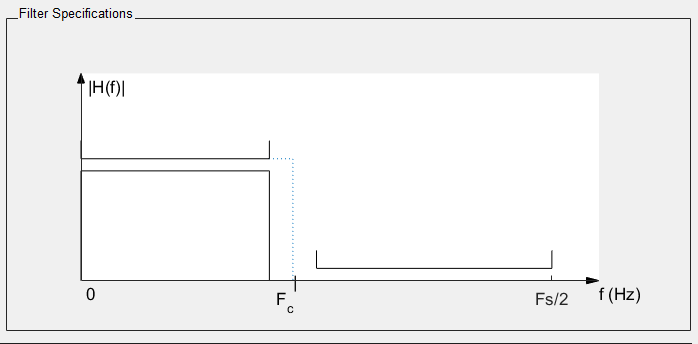 Filter Specifications
|H(f)|
0
Fc
Fs/2
f (Hz)